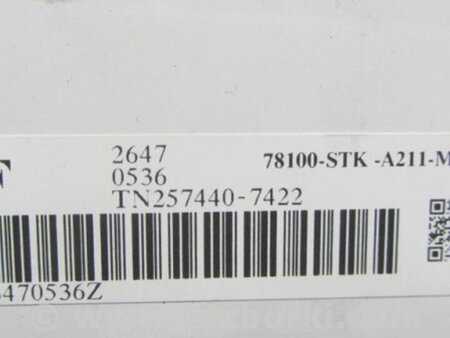 2647
0536
78100-STK -A211-M
TN257440-7422
470536Z